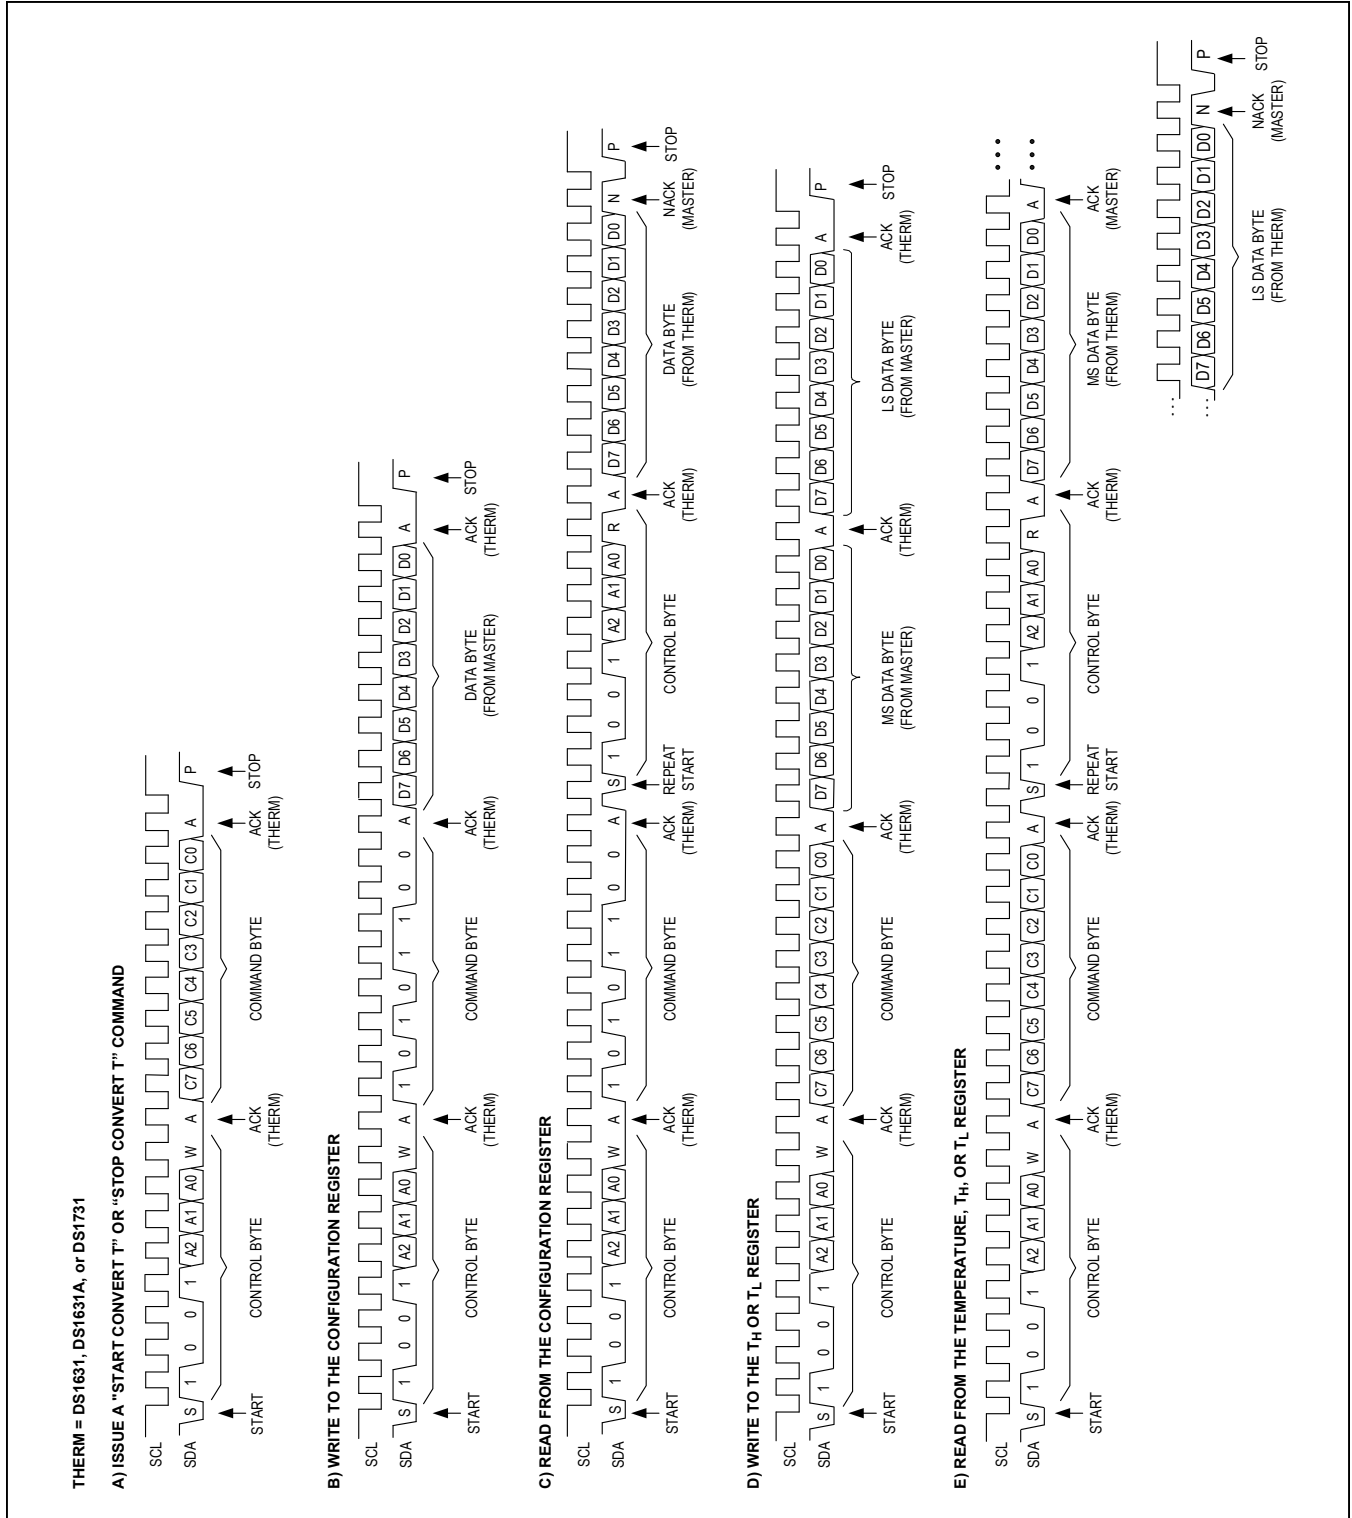 THERM = DS1631, DS1631A, or DS1731
A) ISSUE A "START CONVERT T" OR “STOP CONVERT T” COMMAND
SCL
SDA S 1 0 0 1 A2 A1 A0 W A C7 C6 C5 C4 C3 C2 C1 C0 A P
START CONTROL BYTE ACK COMMAND BYTE ACK STOP
(THERM) (THERM)
B) WRITE TO THE CONFIGURATION REGISTER
SCL
SDA S 1 0 0 1 A2 A1 A0 W A 1 0 1 0 1 1 0 0 A D7 D6 D5 D4 D3 D2 D1 D0 A P
START CONTROL BYTE ACK COMMAND BYTE ACK DATA BYTE ACK STOP
(THERM) (THERM) (FROM MASTER) (THERM)
C) READ FROM THE CONFIGURATION REGISTER
SCL
SDA S 1 0 0 1 A2 A1 A0 W A 1 0 1 0 1 1 0 0 A S 1 0 0 1 A2 A1 A0 R A D7 D6 D5 D4 D3 D2 D1 D0 N P
START CONTROL BYTE ACK COMMAND BYTE ACK REPEAT CONTROL BYTE ACK DATA BYTE NACK STOP
(THERM) (THERM) START (THERM) (FROM THERM) (MASTER)
D) WRITE TO THE TH OR TL REGISTER
SCL
SDA S 1 0 0 1 A2 A1 A0 W A C7 C6 C5 C4 C3 C2 C1 C0 A D7 D6 D5 D4 D3 D2 D1 D0 A D7 D6 D5 D4 D3 D2 D1 D0 A P
START CONTROL BYTE ACK COMMAND BYTE ACK MS DATA BYTE ACK LS DATA BYTE ACK STOP
(THERM) (THERM) (FROM MASTER) (THERM) (FROM MASTER) (THERM)
E) READ FROM THE TEMPERATURE, TH, OR TL REGISTER
SCL
SDA S 1 0 0 1 A2 A1 A0 W A C7 C6 C5 C4 C3 C2 C1 C0 A S 1 0 0 1 A2 A1 A0 R A D7 D6 D5 D4 D3 D2 D1 D0 A
START CONTROL BYTE ACK COMMAND BYTE ACK REPEAT CONTROL BYTE ACK MS DATA BYTE ACK
(THERM) (THERM) START (THERM) (FROM THERM) (MASTER)
D7 D6 D5 D4 D3 D2 D1 D0 N P
LS DATA BYTE NACK STOP
(FROM THERM) (MASTER)